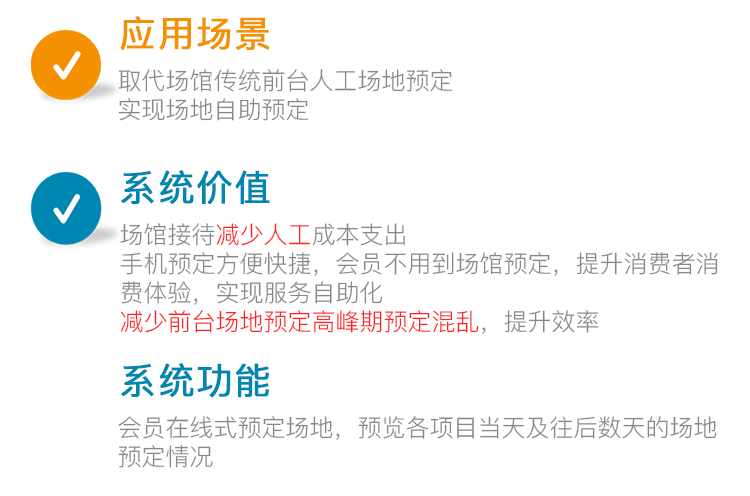 应用场景
取代场馆传统前台人工场地预定
实现场地自助预定
系统价值
场馆接待减少人工成本支出
手机预定方便快捷，会员不用到场馆预定，提升消费者消
费体验，实现服务自助化
减少前台场地预定高峰期预定混乱，提升效率
系统功能
会员在线式预定场地，预览各项目当天及往后数天的场地
预定情况